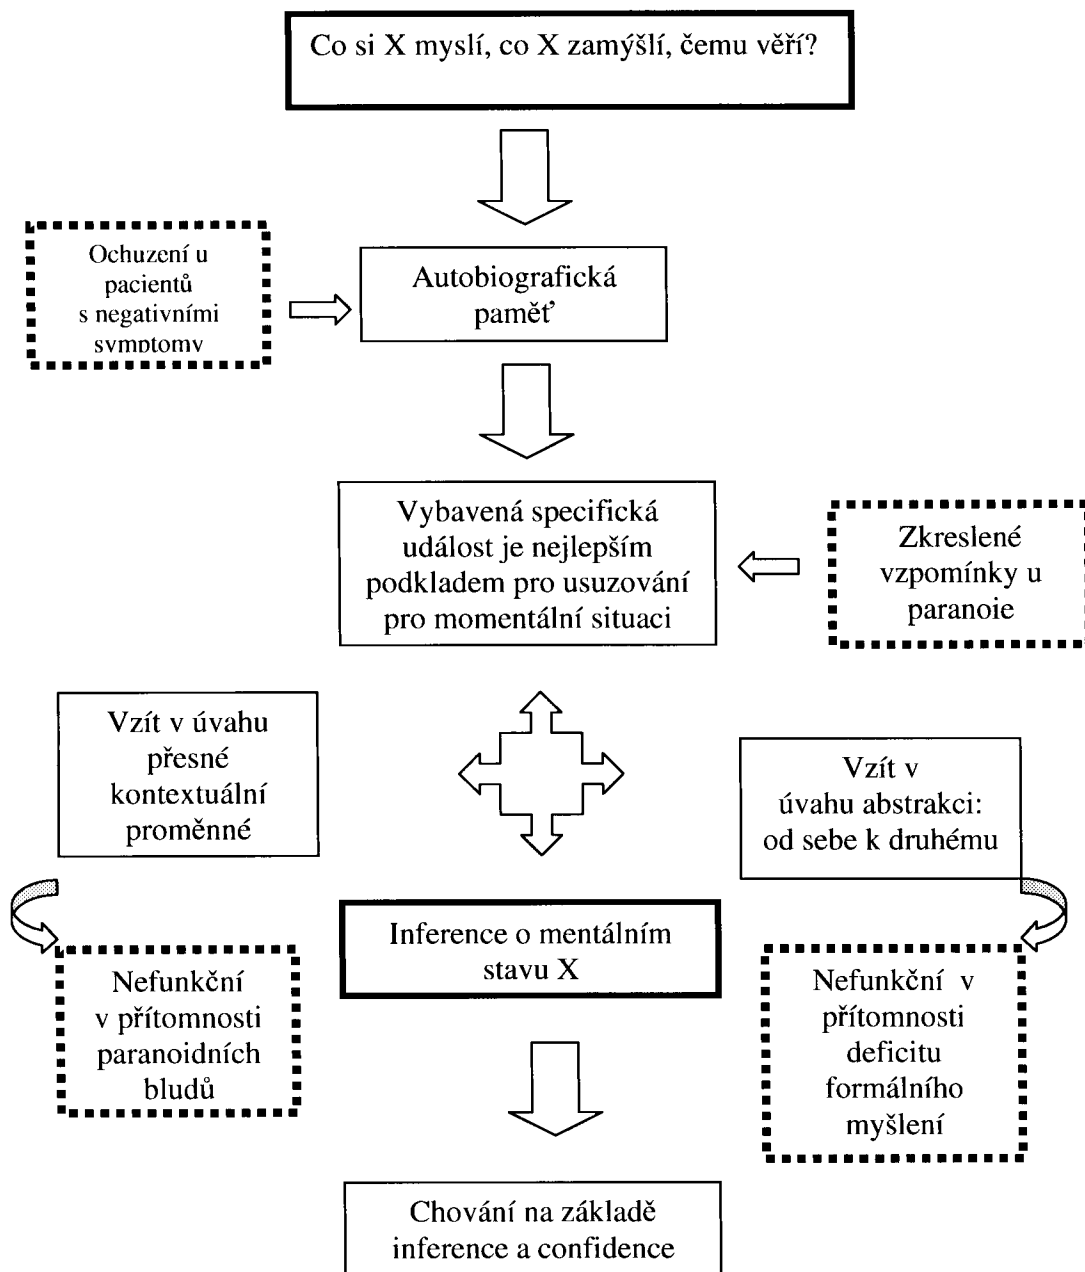 Co si X myslí, co X zamýšlí, čemu věří?
Ochuzení u
pacientů
s negativními
symptomy
Autobiografická
paměť
Vybavená specifická
událost je nejlepším
podkladem pro usuzování
pro momentální situaci
Zkreslené
vzpomínky u
paranoie
Vzít v úvahu
přesné
kontextuální
proměnné
Vzít v
úvahu abstrakci:
od sebe k druhému
Inference o mentálním
stavu X
Nefunkční
v přítomnosti
paranoidních
bludů
Nefunkční v
přítomnosti
deficitu
formálního
myšlení
Chování na základě
inference a confidence